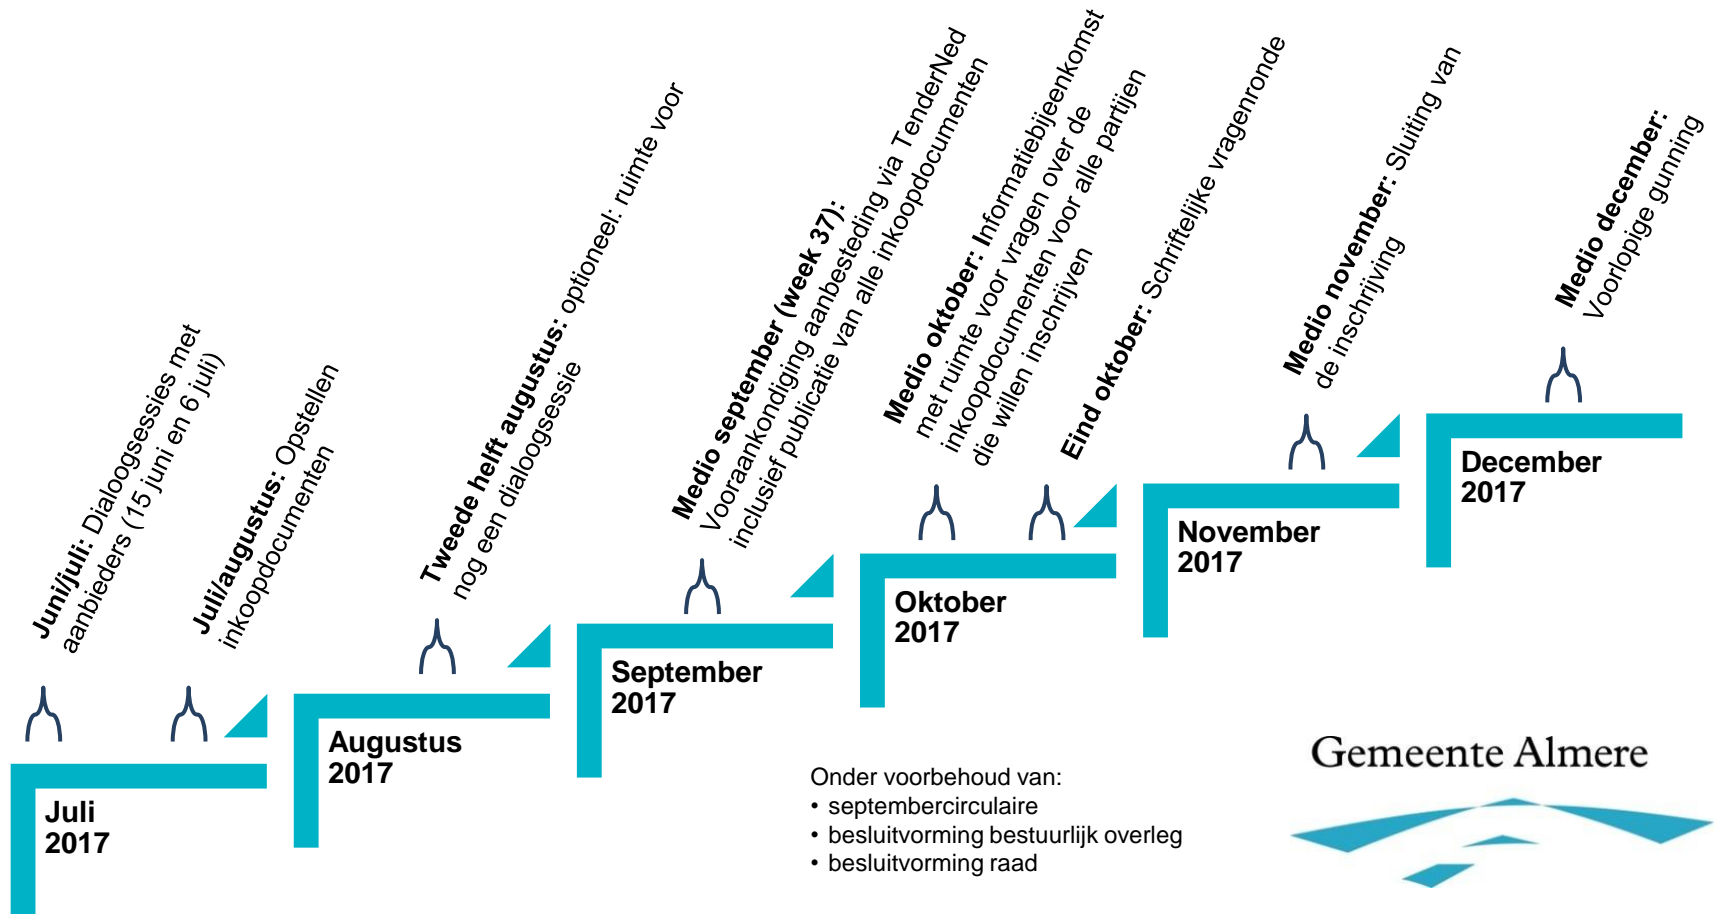 Juni/juli: Dialoogsessies met
aanbieders (15 juni en 6 juli)
Juli/augustus: Opstellen
inkoopdocumenten
Tweede helft augustus: optioneel: ruimte voor
nog een dialoogsessie
Medio september (week 37):
Vooraankondiging aanbesteding via TenderNed
inclusief publicatie van alle inkoopdocumenten
Medio oktober: Informatiebijeenkomst
met ruimte voor vragen over de
inkoopdocumenten voor alle partijen
die willen inschrijven
Eind oktober: Schriftelijke vragenronde
Medio november: Sluiting van
de inschrijving
Medio december:
Voorlopige gunning
Juli
2017
Augustus
2017
September
2017
Oktober
2017
November
2017
December
2017
Onder voorbehoud van:
• septembercirculaire
• besluitvorming bestuurlijk overleg
• besluitvorming raad
Gemeente Almere